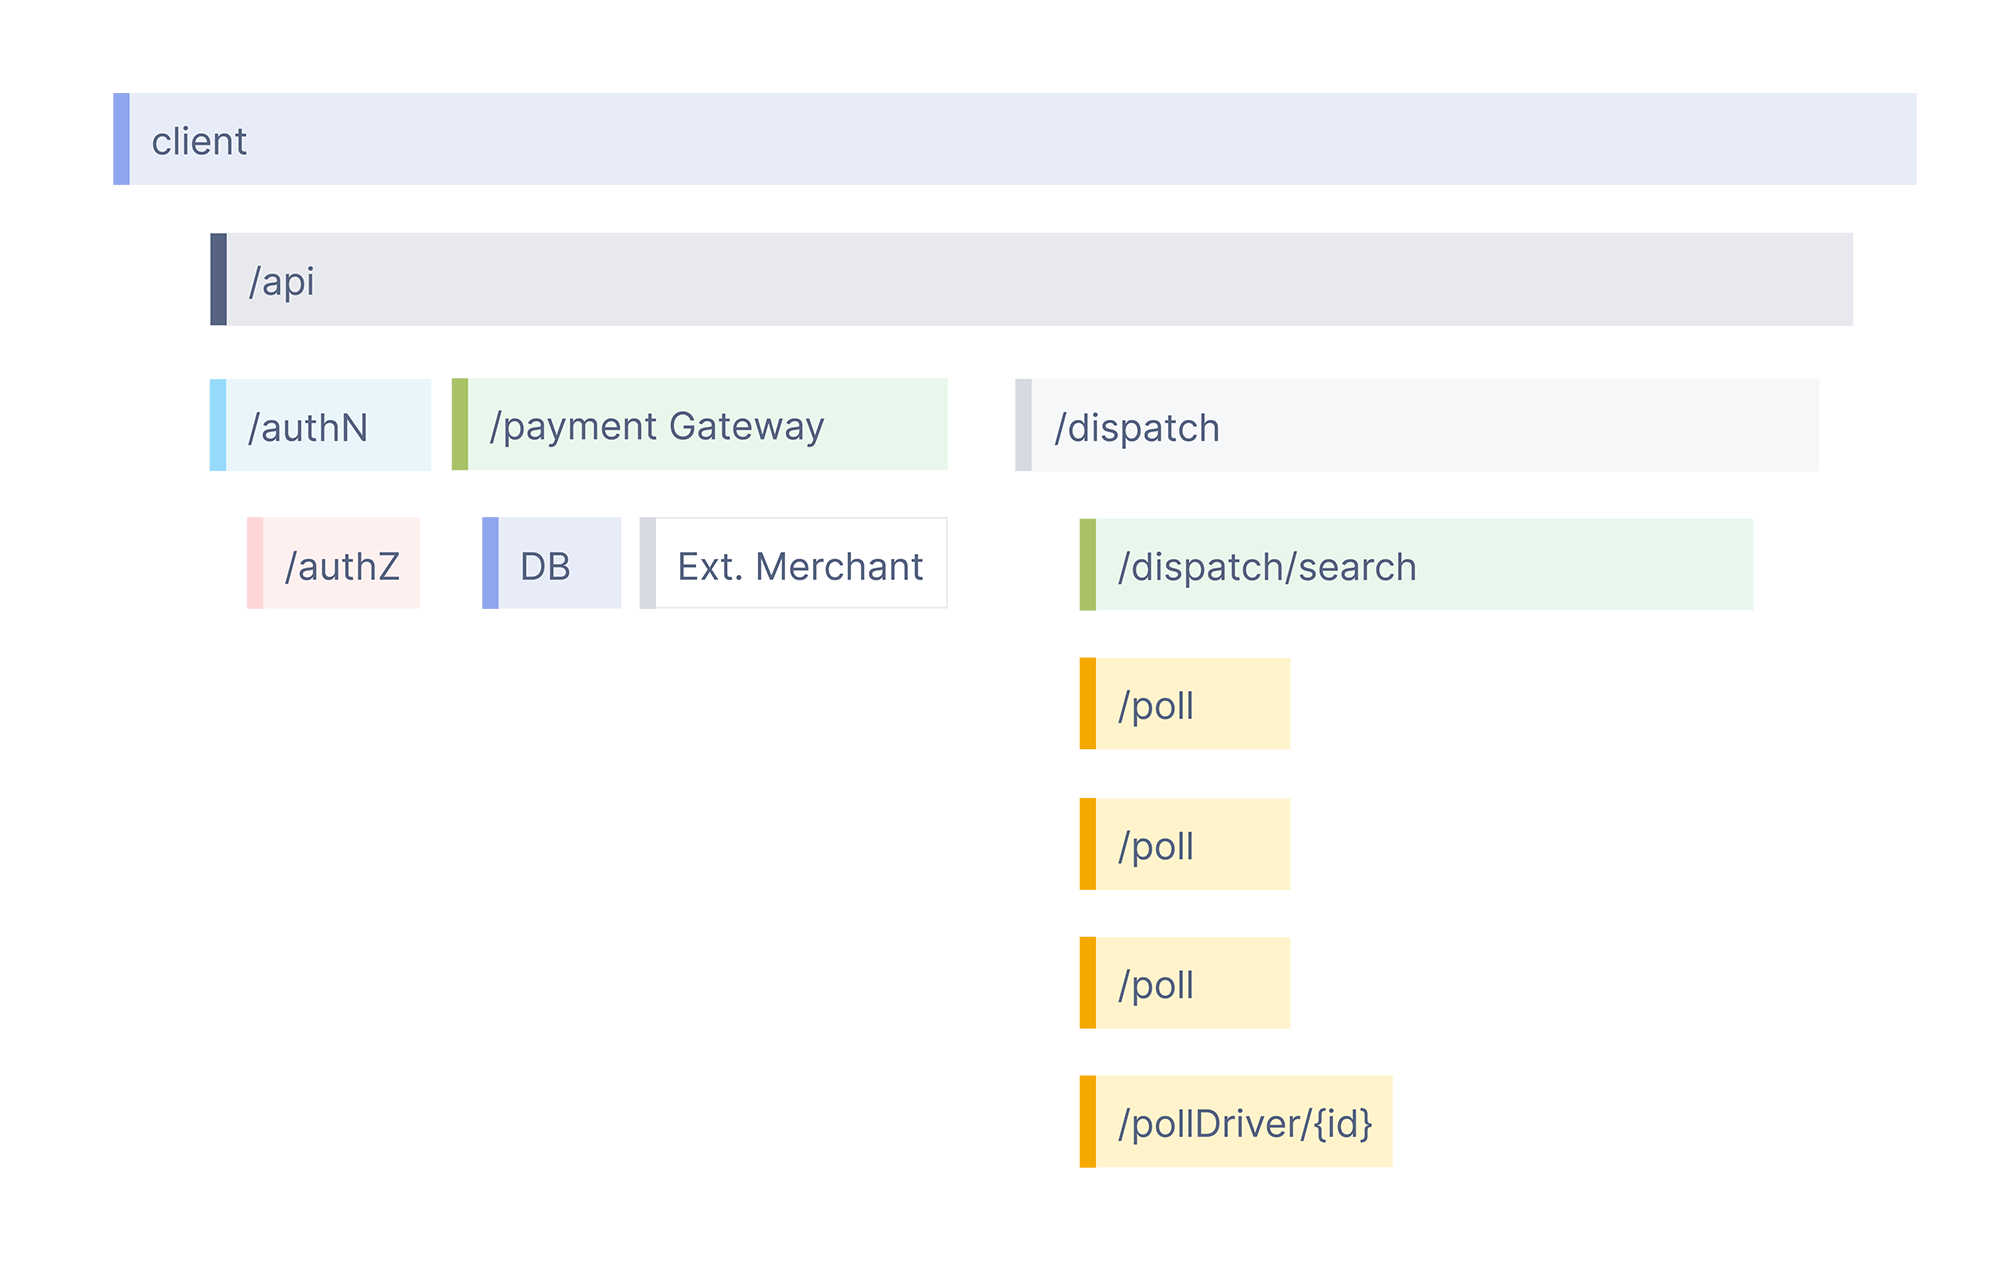 client
/api
/authN
/payment Gateway
/dispatch
/authZ
DB
Ext. Merchant
/dispatch/search
/poll
/poll
/poll
/pollDriver/{id}